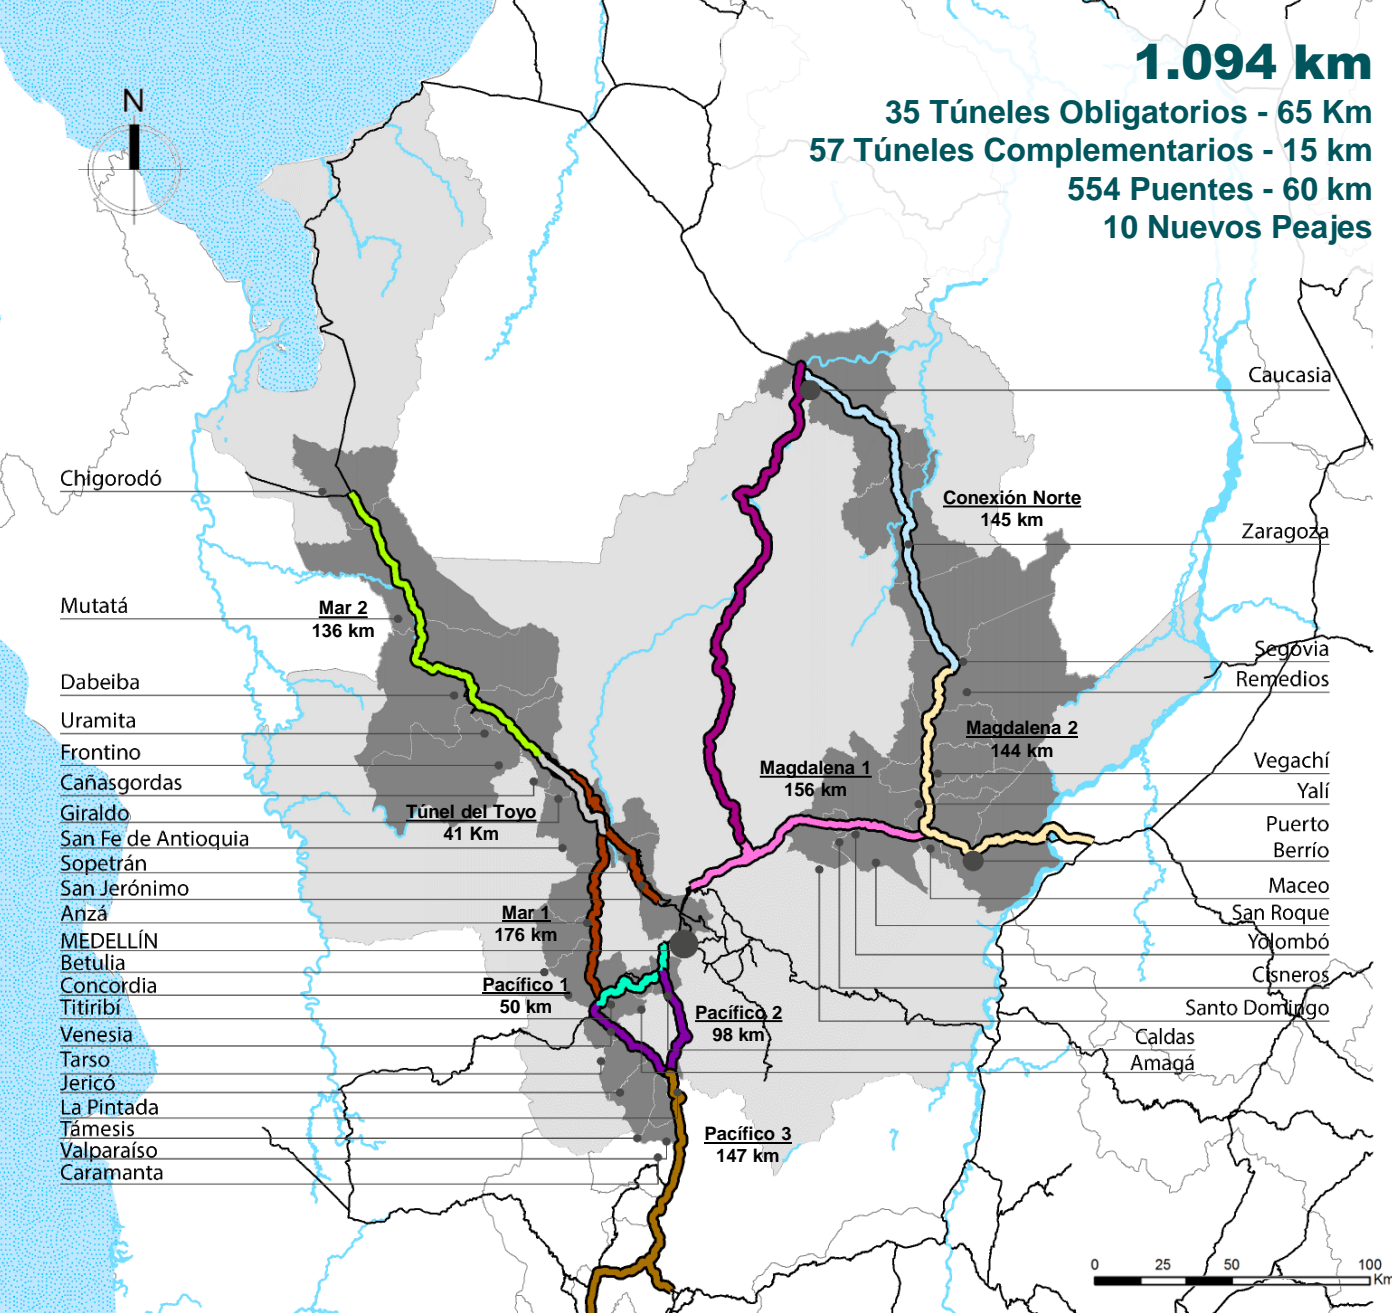 1.094 km
35 Túneles Obligatorios - 65 Km
57 Túneles Complementarios - 15 km
554 Puentes - 60 km
10 Nuevos Peajes
N
Chigorodó
Mutatá
Dabeiba
Uramita
Frontino
Cañasgordas
Giraldo
San Fe de Antioquia
Sopetrán
San Jerónimo
Anzá
MEDELLÍN
Betulia
Concordia
Titiribí
Venesia
Tarso
Jericó
La Pintada
Támesis
Valparaíso
Caramanta
Mar 2
136 km
Túnel del Toyo
41 Km
Mar 1
176 km
Pacífico 1
50 km
Pacífico 2
98 km
Pacífico 3
147 km
Magdalena 1
156 km
Magdalena 2
144 km
Conexión Norte
145 km
Caucasia
Zaragoza
Segovia
Remedios
Vegachí
Yalí
Puerto
Berrío
Maceo
San Roque
Yolombó
Cisneros
Santo Domingo
Caldas
Amagá
0 25 50 100
Km